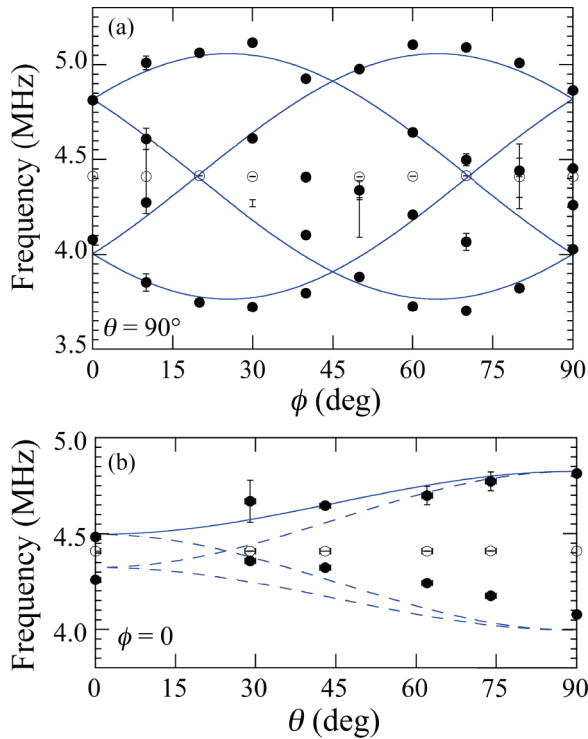 (a)
Frequency (MHz)
5.0
4.5
4.0
3.5
θ = 90°
0 15 30 45 60 75 90
ϕ (deg)
(b)
Frequency (MHz)
5.0
4.5
4.0
ϕ = 0
0 15 30 45 60 75 90
θ (deg)